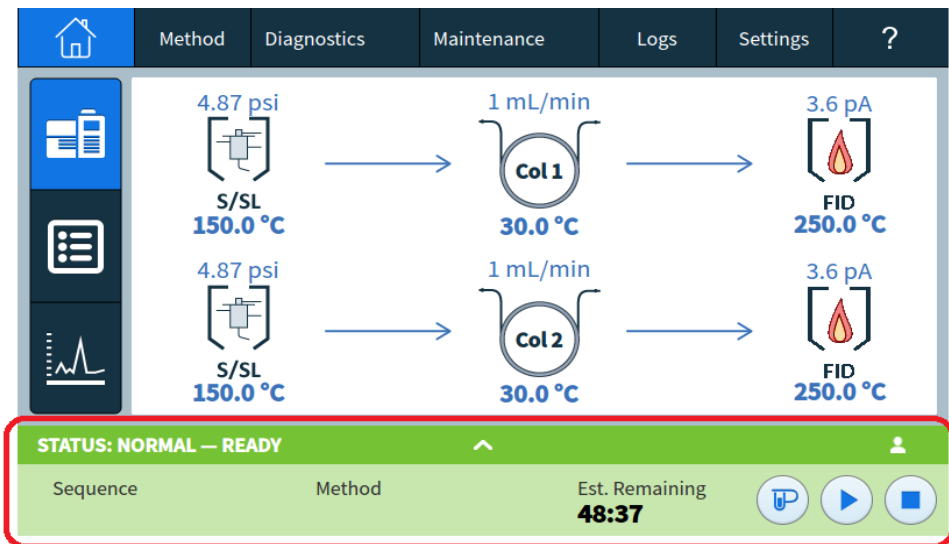 Method Diagnostics Maintenance Logs Settings ?
4.87 psi 1 mL/min 3.6 pA
Col 1
S/SL FID
150.0 °C 30.0 °C 250.0 °C
4.87 psi 1 mL/min 3.6 pA
Col 2
S/SL FID
150.0 °C 30.0 °C 250.0 °C
STATUS: NORMAL — READY
Sequence Method Est. Remaining
48:37